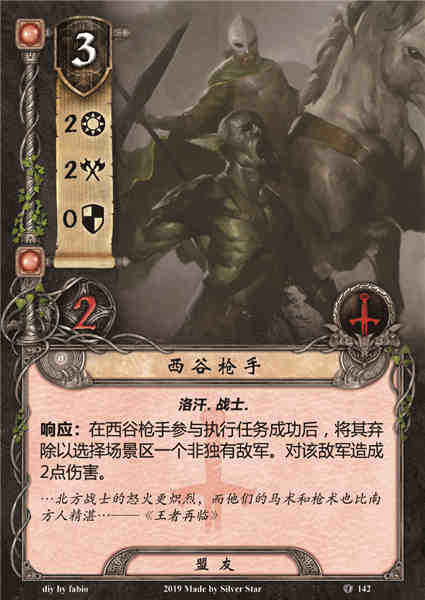 3
2
2
0
2
西谷枪手
洛汗. 战士.
响应：在西谷枪手参与执行任务成功后，将其弃
除以选择场景区一个非独有敌军。对该敌军造成
2点伤害。
…北方战士的怒火更炽烈，而他们的马术和枪术也比南
方人精湛…——《王者再临》
盟友
diy by fabio 2019 Made by Silver Star 142